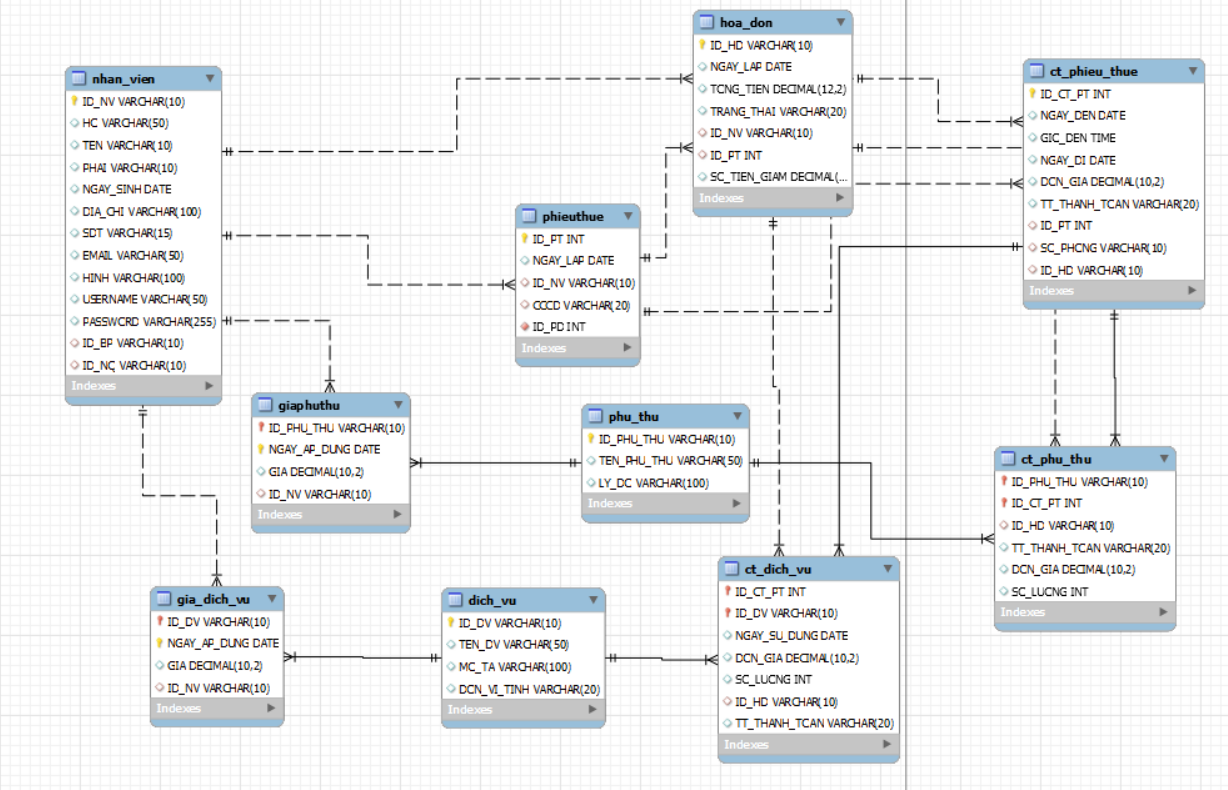 hoa_don
ID_HD VARCHAR(10)
NGAY_LAP DATE
TCNG_TIEN DECIMAL(12,2)
TRANG_THAI VARCHAR(20)
ID_NV VARCHAR(10)
ID_PT INT
SC_TIEN_GIAM DECIMAL(...
Indexes
nhan_vien
ID_NV VARCHAR(10)
HC VARCHAR(50)
TEN VARCHAR(10)
PHAI VARCHAR(10)
NGAY_SINH DATE
DIA_CHI VARCHAR(100)
SDT VARCHAR(15)
EMAIL VARCHAR(50)
HINH VARCHAR(100)
USERNAME VARCHAR(50)
PASSWCRD VARCHAR(255)
ID_BP VARCHAR(10)
ID_NQ VARCHAR(10)
Indexes
ct_phieu_thue
ID_CT_PT INT
NGAY_DEN DATE
GIC_DEN TIME
NGAY_DI DATE
DCN_GIA DECIMAL(10,2)
TT_THANH_TCAN VARCHAR(20)
ID_PT INT
SC_PHCNG VARCHAR(10)
ID_HD VARCHAR(10)
Indexes
phieuthue
ID_PT INT
NGAY_LAP DATE
ID_NV VARCHAR(10)
CCCD VARCHAR(20)
ID_PD INT
Indexes
giaphuthu
ID_PHU_THU VARCHAR(10)
NGAY_AP_DUNG DATE
GIA DECIMAL(10,2)
ID_NV VARCHAR(10)
Indexes
phu_thu
ID_PHU_THU VARCHAR(10)
TEN_PHU_THU VARCHAR(50)
LY_DC VARCHAR(100)
Indexes
ct_phu_thu
ID_PHU_THU VARCHAR(10)
ID_CT_PT INT
ID_HD VARCHAR(10)
TT_THANH_TCAN VARCHAR(20)
DCN_GIA DECIMAL(10,2)
SC_LUCNG INT
Indexes
gia_dich_vu
ID_DV VARCHAR(10)
NGAY_AP_DUNG DATE
GIA DECIMAL(10,2)
ID_NV VARCHAR(10)
Indexes
dich_vu
ID_DV VARCHAR(10)
TEN_DV VARCHAR(50)
MC_TA VARCHAR(100)
DCN_VI_TINH VARCHAR(20)
Indexes
ct_dich_vu
ID_CT_PT INT
ID_DV VARCHAR(10)
NGAY_SU_DUNG DATE
DCN_GIA DECIMAL(10,2)
SC_LUCNG INT
ID_HD VARCHAR(10)
TT_THANH_TCAN VARCHAR(20)
Indexes